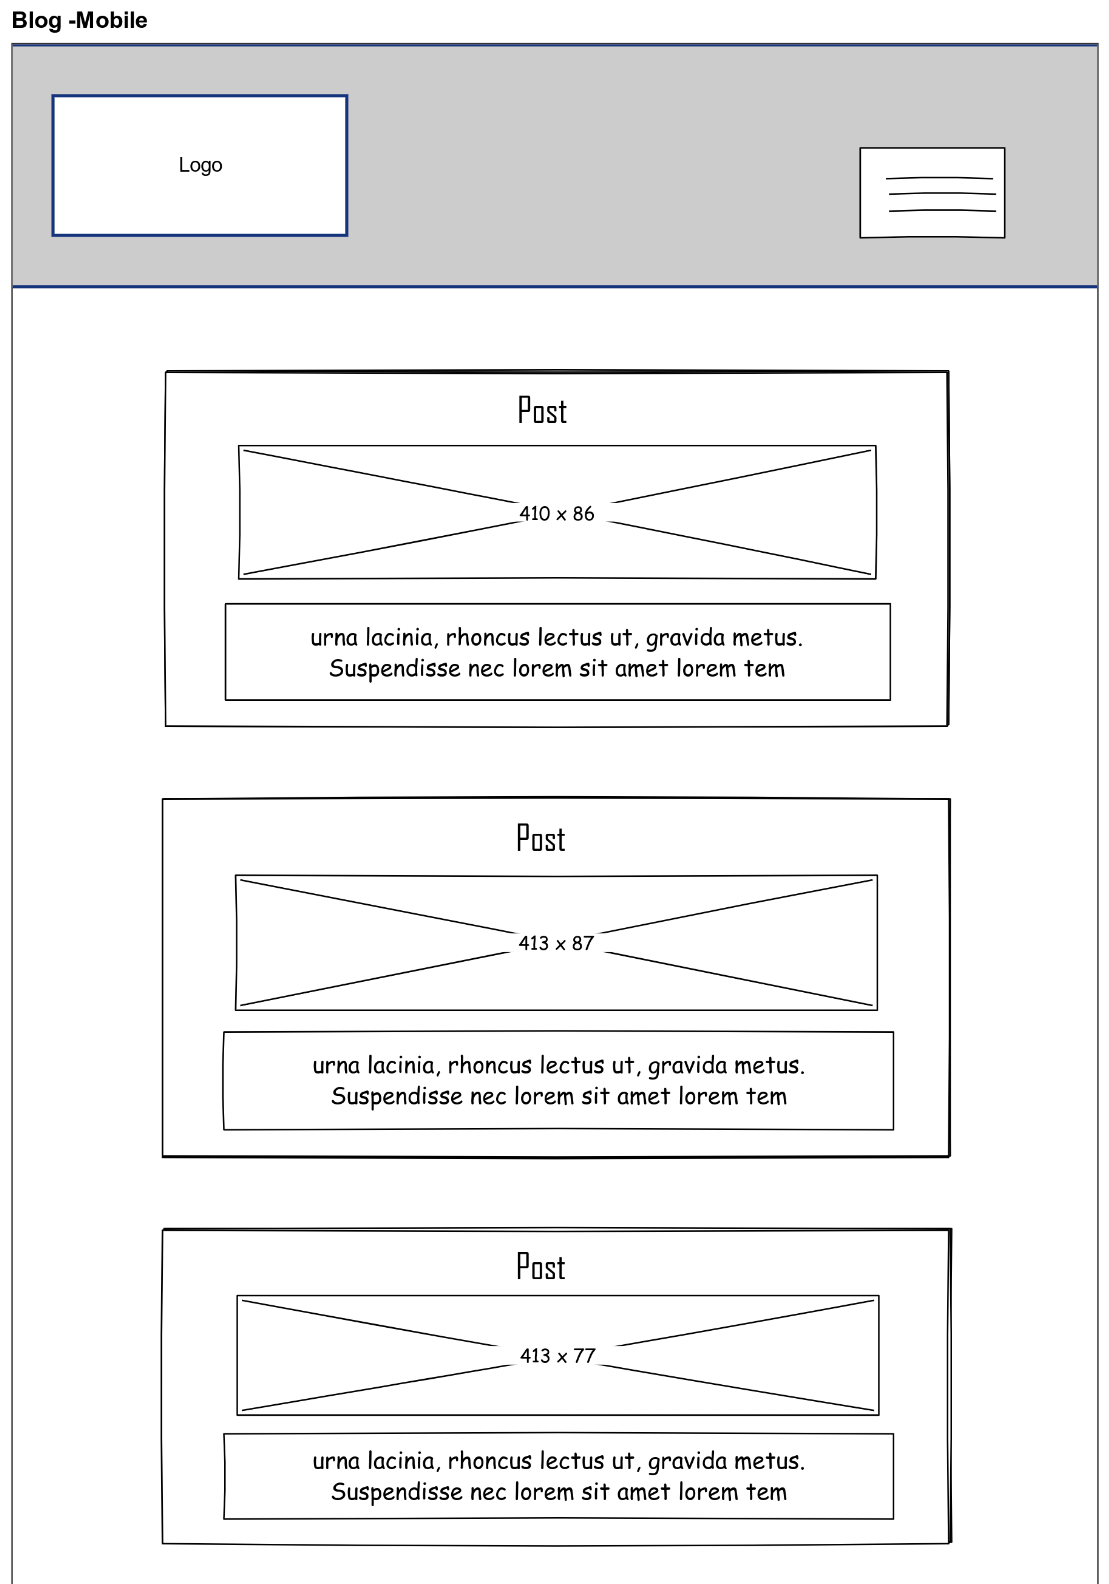 Blog -Mobile
Logo
Post
410 x 86
urna lacinia, rhoncus lectus ut, gravida metus.
Suspendisse nec lorem sit amet lorem tem
Post
413 x 87
urna lacinia, rhoncus lectus ut, gravida metus.
Suspendisse nec lorem sit amet lorem tem
Post
413 x 77
urna lacinia, rhoncus lectus ut, gravida metus.
Suspendisse nec lorem sit amet lorem tem